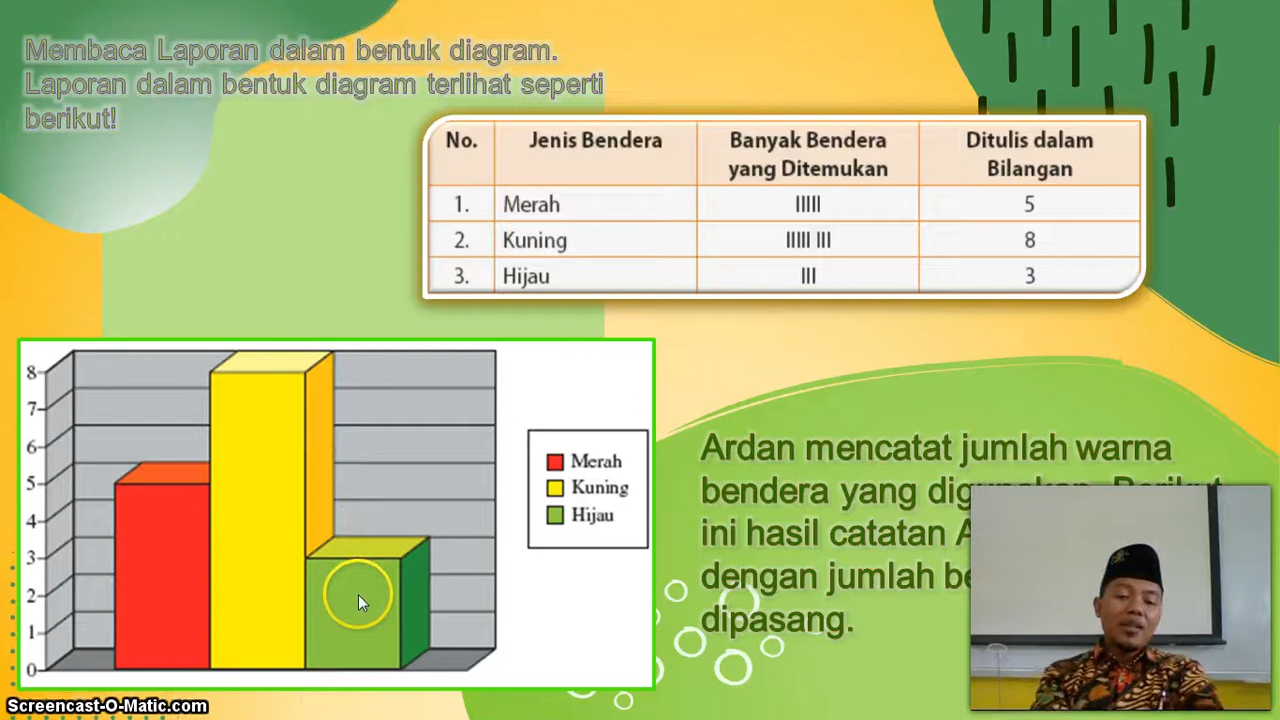 Membaca Laporan dalam bentuk diagram.
Laporan dalam bentuk diagram terlihat seperti
berikut!
No. Jenis Bendera Banyak Bendera yang Ditemukan Ditulis dalam Bilangan
1. Merah IIIII 5
2. Kuning IIIII III 8
3. Hijau III 3
8
7
6
5
4
3
2
1
0
Merah
Kuning
Hijau
Ardan mencatat jumlah warna
bendera yang
ini hasil catatan
dengan jumlah
dipasang.
Screencast-O-Matic.com